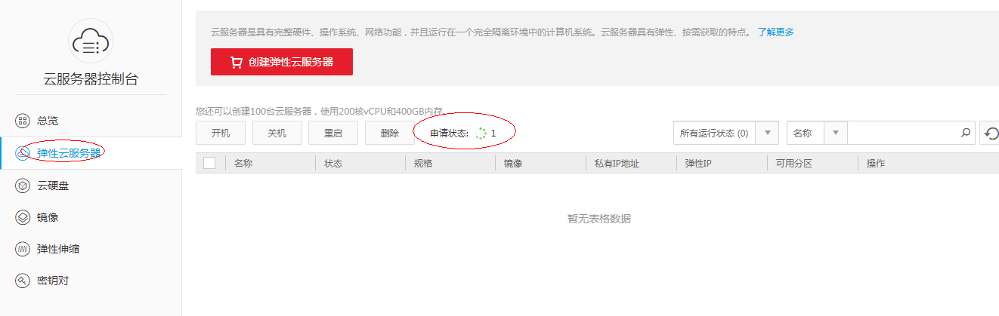 云服务器控制台
总览
弹性云服务器
云硬盘
镜像
弹性伸缩
密钥对
云服务器是具有完整硬件、操作系统、网络功能，并且运行在一个完全隔离环境中的计算机系统。云服务器具有弹性、按需获取的特点。 了解更多
创建弹性云服务器
您还可以创建100台云服务器，使用200核vCPU和400GB内存。
开机 关机 重启 删除 申请状态: 1 所有运行状态 (0) 名称
名称 状态 规格 镜像 私有IP地址 弹性IP 可用分区 操作
暂无表格数据